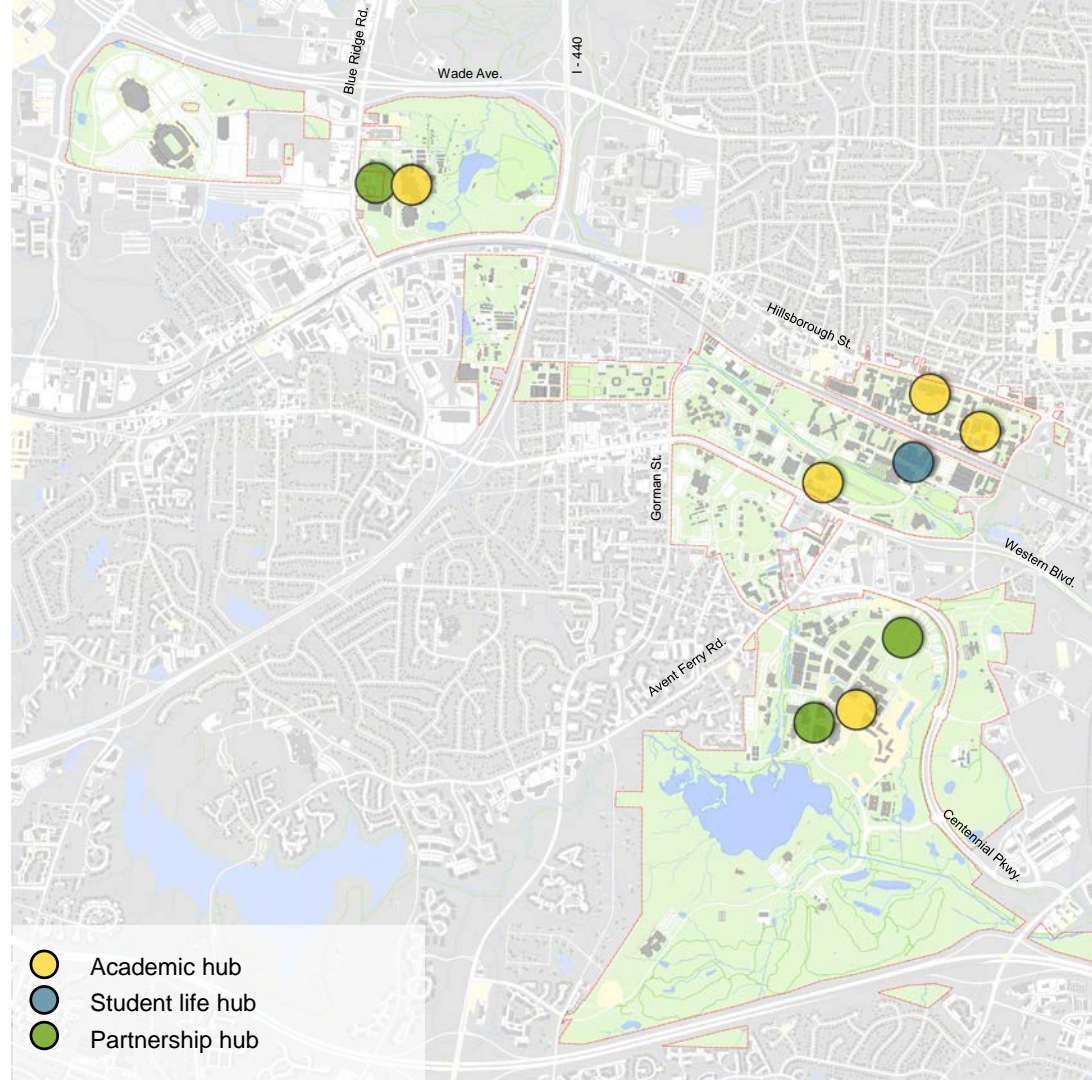 Blue Ridge Rd.
I - 440
Wade Ave.
Hillsborough St.
Gorman St.
Western Blvd.
Avent Ferry Rd.
Centennial Pkwy.
Academic hub
Student life hub
Partnership hub